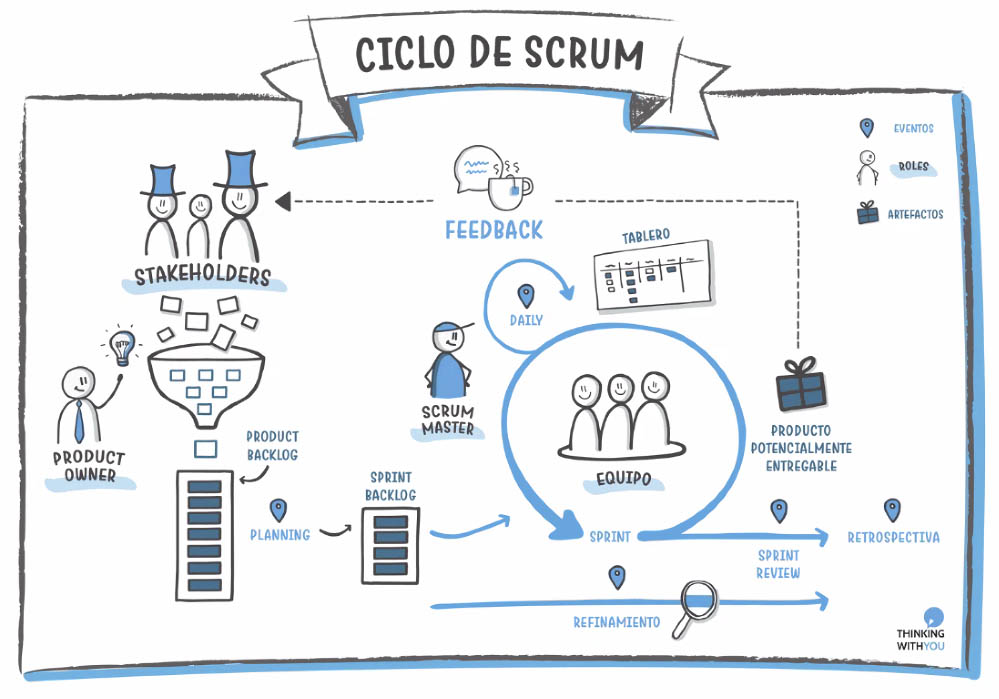 CICLO DE SCRUM
EVENTOS
ROLES
ARTEFACTOS
STAKEHOLDERS
FEEDBACK
TABLERO
DAILY
SCRUM
MASTER
EQUIPO
PRODUCT
OWNER
PRODUCT
BACKLOG
PLANNING
SPRINT
BACKLOG
SPRINT
PRODUCTO
POTENCIALMENTE
ENTREGABLE
SPRINT
REVIEW
RETROSPECTIVA
REFINAMIENTO
THINKING
WITHYOU